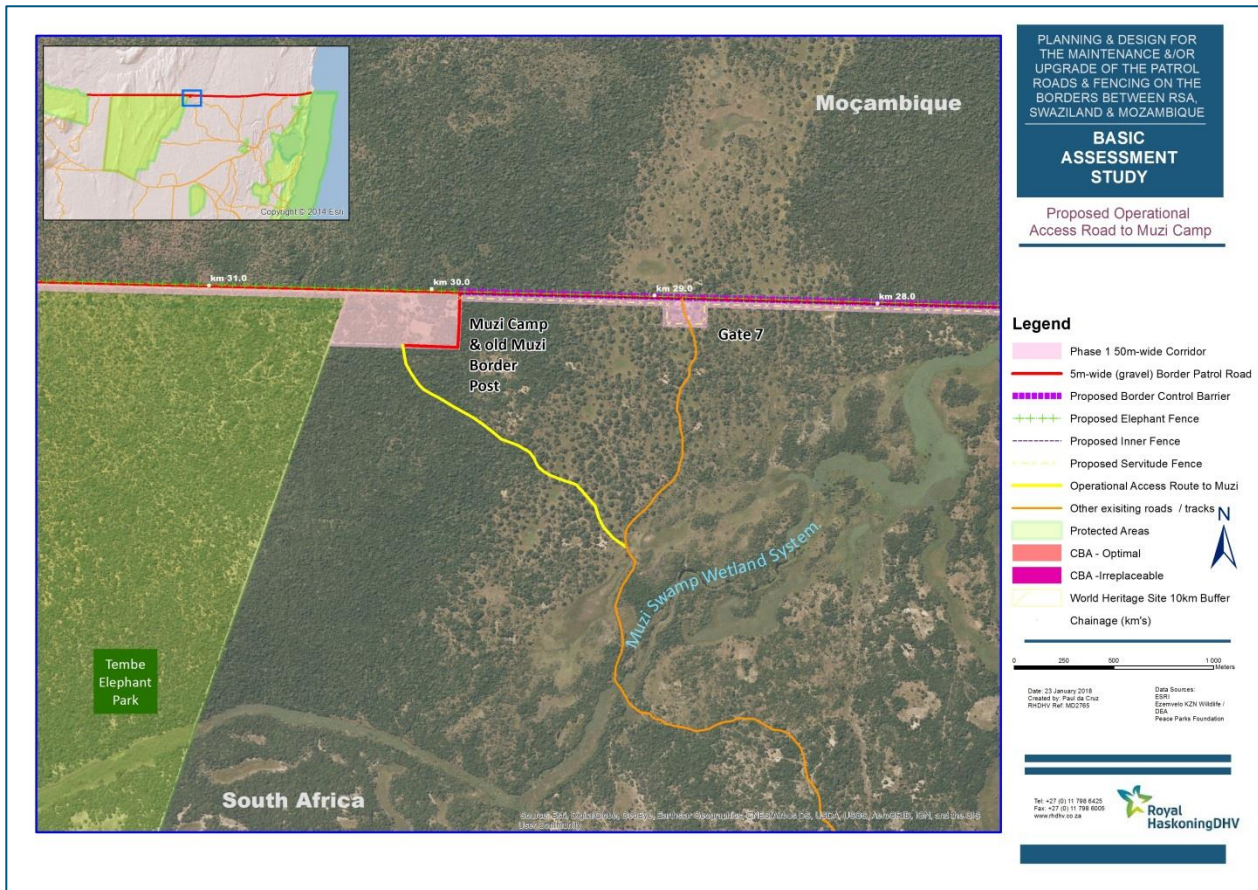 Copyright © 2014 Esri
Moçambique
km 31.0
km 30.0
km 29.0
km 28.0
Muzi Camp
& old Muzi
Border
Post
Gate 7
Muzi Swamp Wetland System
Tembe
Elephant
Park
South Africa
PLANNING & DESIGN FOR
THE MAINTENANCE &/OR
UPGRADE OF THE PATROL
ROADS & FENCING ON THE
BORDERS BETWEEN RSA,
SWAZILAND & MOZAMBIQUE
BASIC
ASSESSMENT
STUDY
Proposed Operational
Access Road to Muzi Camp
Legend
Phase 1 50m-wide Corridor
5m-wide (gravel) Border Patrol Road
Proposed Border Control Barrier
Proposed Elephant Fence
Proposed Inner Fence
Proposed Servitude Fence
Operational Access Route to Muzi
Other exisiting roads / tracks
N
Protected Areas
CBA - Optimal
CBA -Irreplaceable
World Heritage Site 10km Buffer
Chainage (km's)
0 250 500 1 000
Meters
Date: 23 January 2018
Created by: Paul da Cruz
RHDHV Ref: MD2765
Data Sources:
ESRI
Ezemvelo KZN Wildlife /
DEA
Peace Parks Foundation
Tel: +27 (0) 11 798 6425
Fax: +27 (0) 11 798 6005
www.rhdhv.co.za
Royal
HaskoningDHV